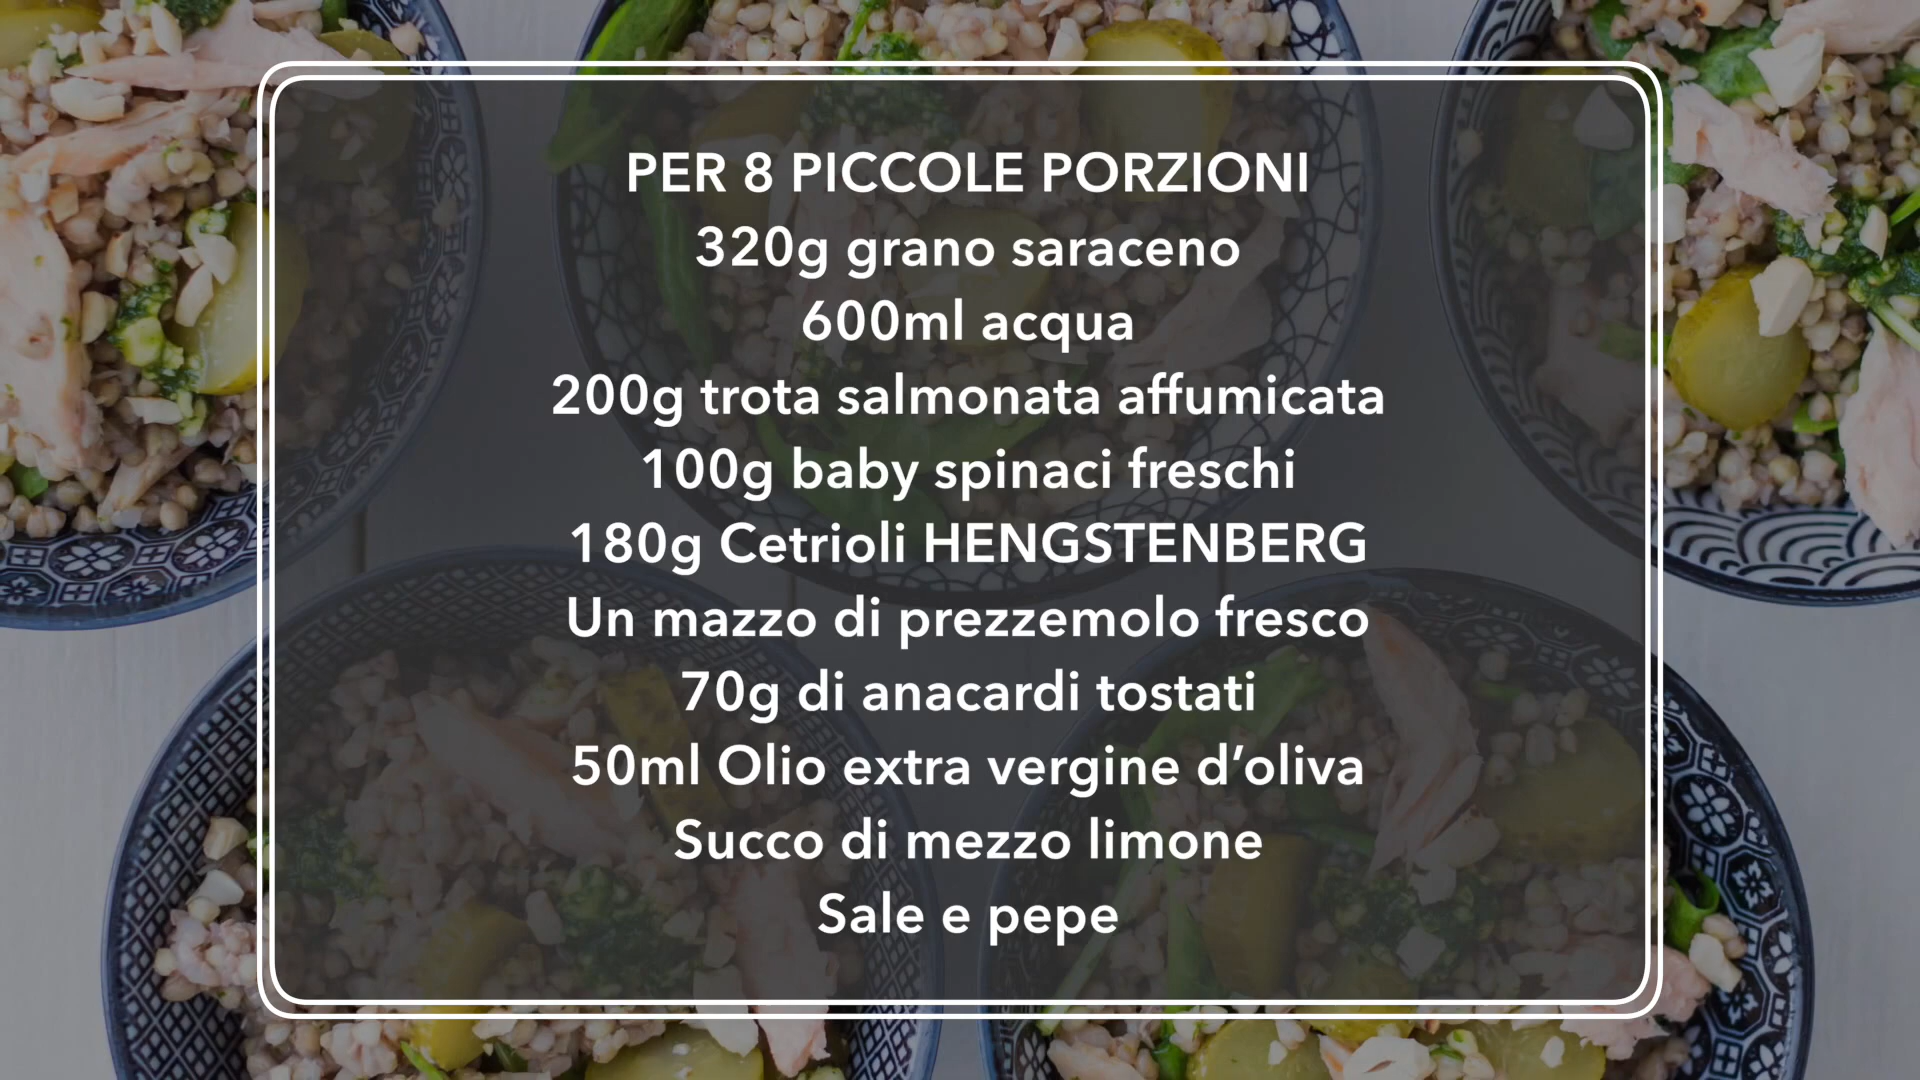 PER 8 PICCOLE PORZIONI
320g grano saraceno
600ml acqua
200g trota salmonata affumicata
100g baby spinaci freschi
180g Cetrioli HENGSTENBERG
Un mazzo di prezzemolo fresco
70g di anacardi tostati
50ml Olio extra vergine d’oliva
Succo di mezzo limone
Sale e pepe